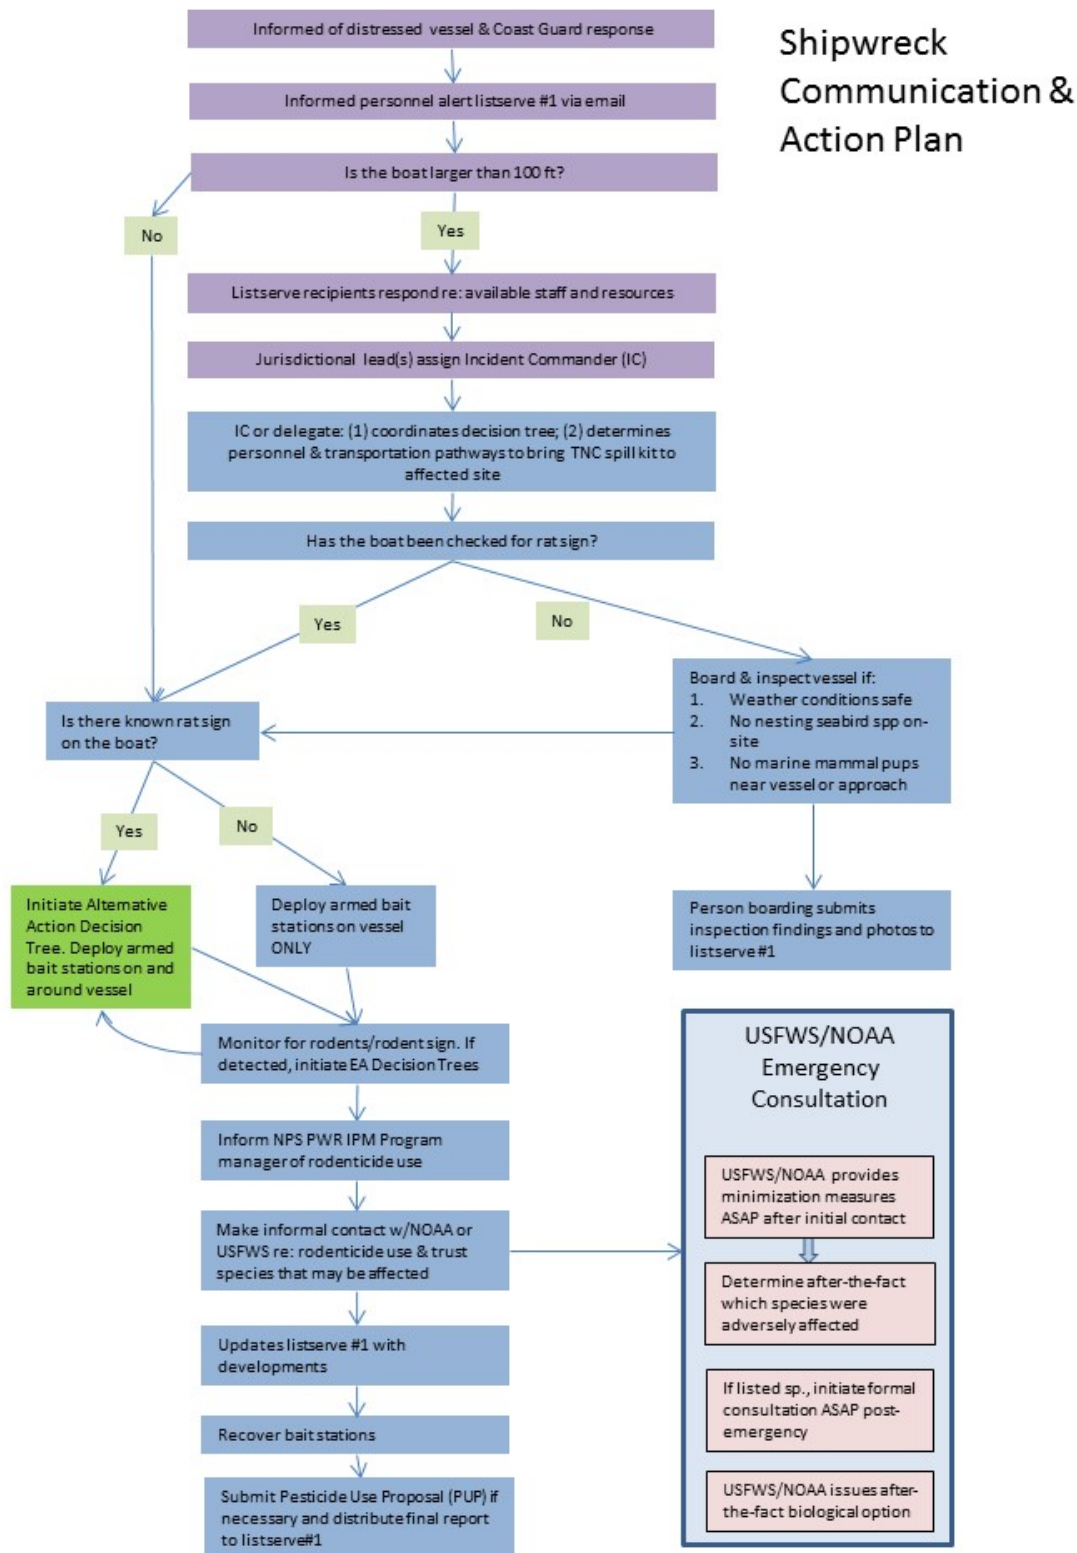 Shipwreck
Communication &
Action Plan
Informed of distressed vessel & Coast Guard response
Informed personnel alert listserve #1 via email
Is the boat larger than 100 ft?
No
Yes
Listserve recipients respond re: available staff and resources
Jurisdictional lead(s) assign Incident Commander (IC)
IC or delegate: (1) coordinates decision tree; (2) determines
personnel & transportation pathways to bring TNC spill kit to
affected site
Has the boat been checked for rat sign?
Yes
No
Board & inspect vessel if:
1. Weather conditions safe
2. No nesting seabird spp on-
site
3. No marine mammal pups
near vessel or approach
Is there known rat sign
on the boat?
Yes
No
Initiate Alternative
Action Decision
Tree. Deploy armed
bait stations on and
around vessel
Deploy armed bait
stations on vessel
ONLY
Person boarding submits
inspection findings and photos to
listserve #1
Monitor for rodents/rodent sign. If
detected, initiate EA Decision Trees
Inform NPS PWR IPM Program
manager of rodenticide use
Make informal contact w/NOAA or
USFWS re: rodenticide use & trust
species that may be affected
Updates listserve #1 with
developments
Recover bait stations
Submit Pesticide Use Proposal (PUP) if
necessary and distribute final report
to listserve#1
USFWS/NOAA
Emergency
Consultation
USFWS/NOAA provides
minimization measures
ASAP after initial contact
Determine after-the-fact
which species were
adversely affected
If listed sp., initiate formal
consultation ASAP post-
emergency
USFWS/NOAA issues after-
the-fact biological option